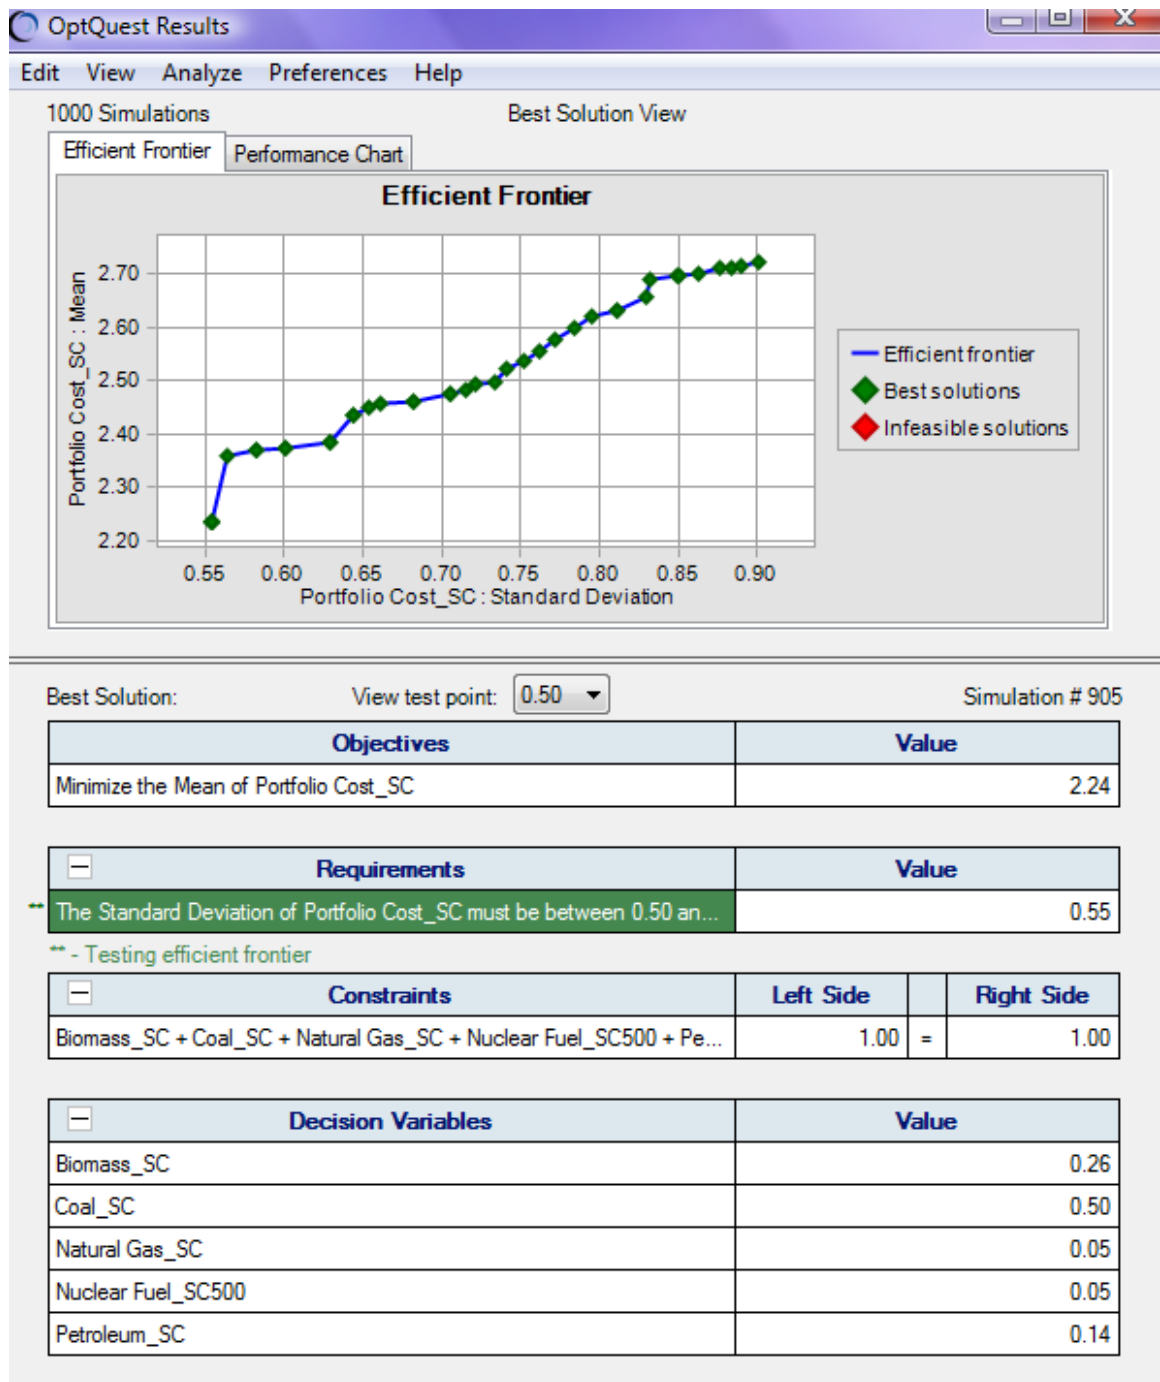 OptQuest Results
Edit View Analyze Preferences Help
1000 Simulations Best Solution View
Efficient Frontier Performance Chart
Efficient Frontier
Portfolio Cost_SC : Mean
2.70
2.60
2.50
2.40
2.30
2.20
0.55 0.60 0.65 0.70 0.75 0.80 0.85 0.90
Portfolio Cost_SC : Standard Deviation
Efficient frontier
Best solutions
Infeasible solutions
Best Solution: View test point: 0.50 Simulation # 905
Objectives Value
Minimize the Mean of Portfolio Cost_SC 2.24
Requirements Value
** The Standard Deviation of Portfolio Cost_SC must be between 0.50 an... 0.55
** - Testing efficient frontier
Constraints Left Side Right Side
Biomass_SC + Coal_SC + Natural Gas_SC + Nuclear Fuel_SC500 + Pe... 1.00 = 1.00
Decision Variables Value
Biomass_SC 0.26
Coal_SC 0.50
Natural Gas_SC 0.05
Nuclear Fuel_SC500 0.05
Petroleum_SC 0.14